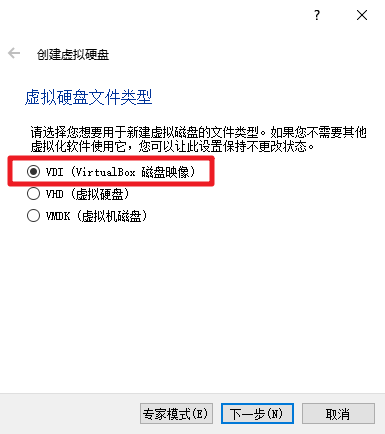 ?
创建虚拟硬盘
虚拟硬盘文件类型
请选择您想要用于新建虚拟磁盘的文件类型。如果您不需要其他
虚拟化软件使用它，您可以让此设置保持不更改状态。
VDI (VirtualBox 磁盘映像)
VHD (虚拟硬盘)
VMDK (虚拟机磁盘)
专家模式(E) 下一步(N) 取消